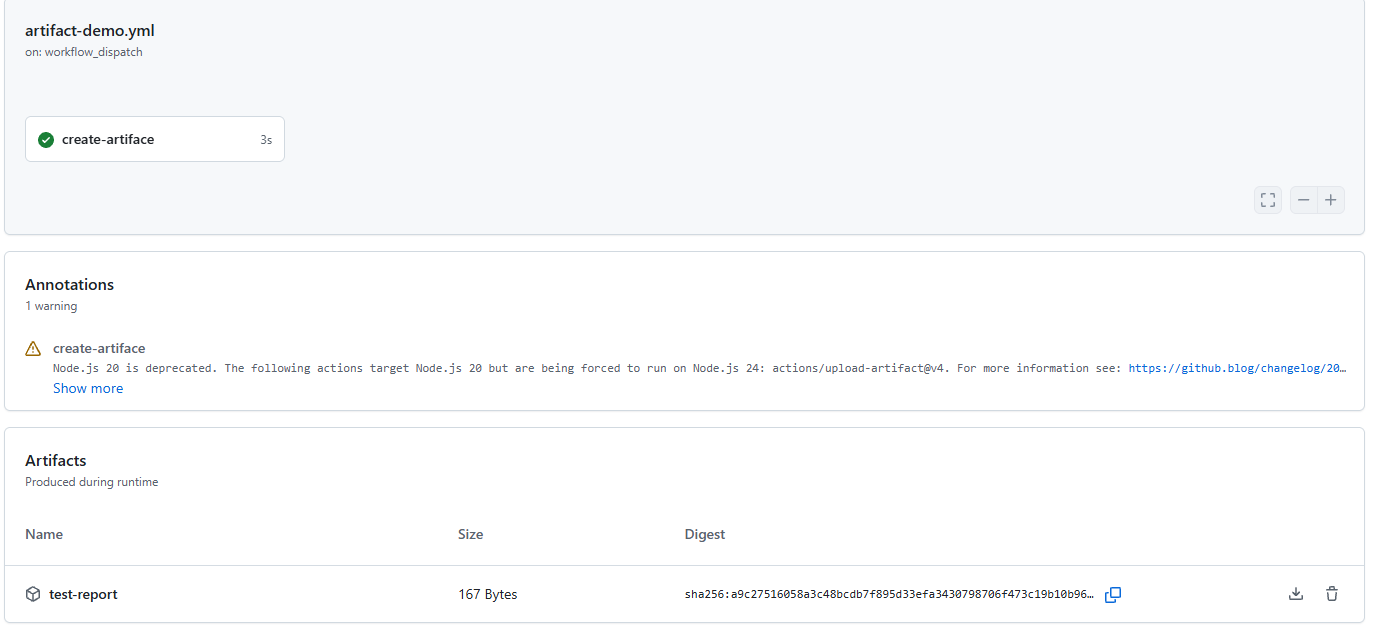 artifact-demo.yml
on: workflow_dispatch
create-artiface 3s
Annotations
1 warning
create-artiface
Node.js 20 is deprecated. The following actions target Node.js 20 but are being forced to run on Node.js 24: actions/upload-artifact@v4. For more information see: https://github.blog/changelog/20…
Show more
Artifacts
Produced during runtime
Name Size Digest
test-report 167 Bytes sha256:a9c27516058a3c48bcdb7f895d33efa3430798706f473c19b10b96…